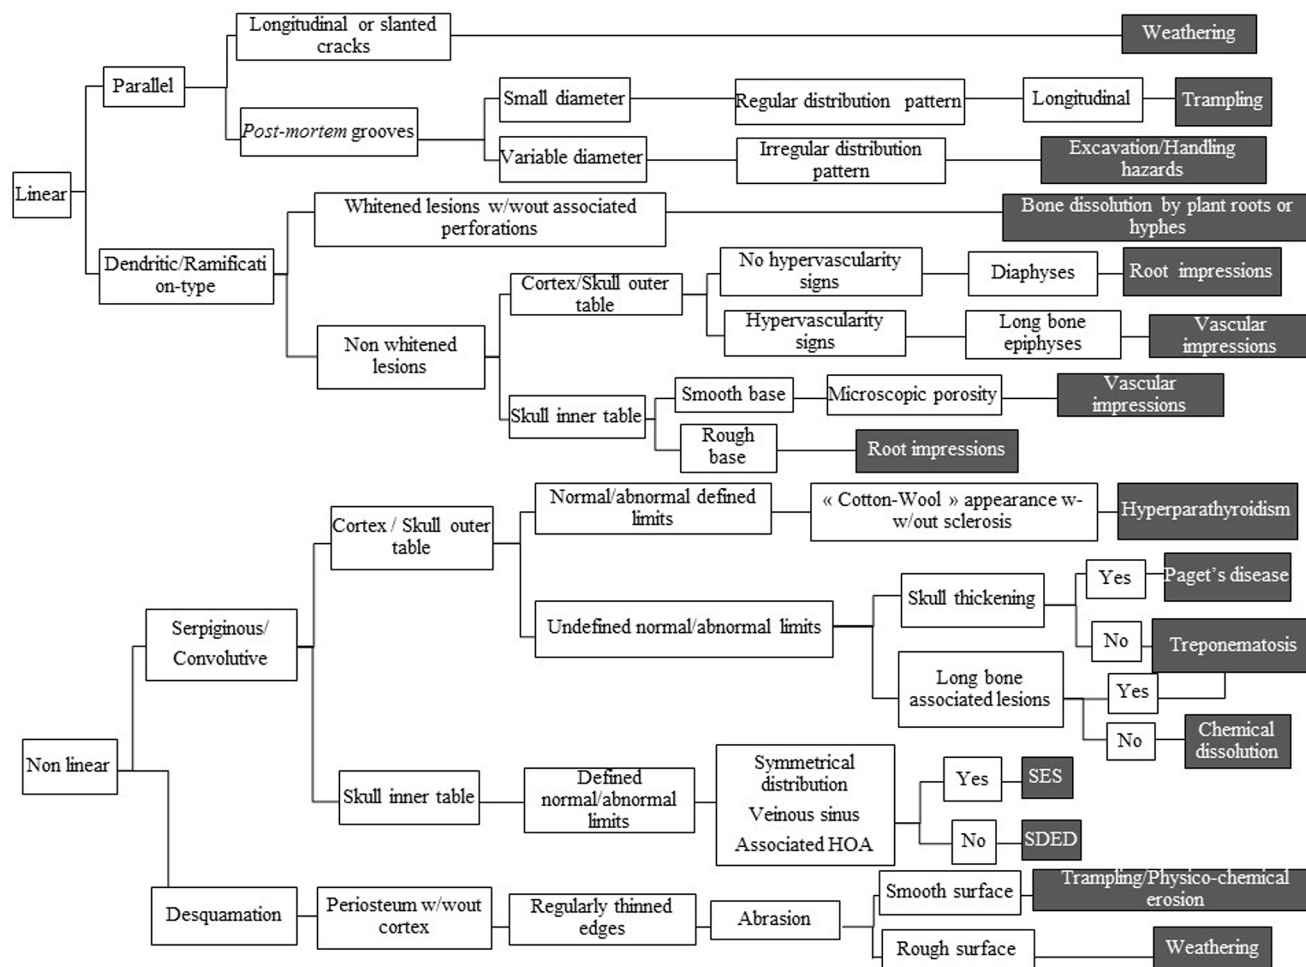 Longitudinal or slanted
cracks
Weathering
Parallel
Small diameter
Regular distribution pattern
Longitudinal
Trampling
Post-mortem grooves
Variable diameter
Irregular distribution
pattern
Excavation/Handling
hazards
Linear
Whitened lesions w/wout associated
perforations
Bone dissolution by plant roots or
hyphes
Dendritic/Ramificati
on-type
Cortex/Skull outer
table
No hypervascularity
signs
Diaphyses
Root impressions
Hypervascularity
signs
Long bone
epiphyses
Vascular
impressions
Non whitened
lesions
Skull inner table
Smooth base
Microscopic porosity
Vascular
impressions
Rough
base
Root impressions
Cortex / Skull outer
table
Normal/abnormal defined
limits
« Cotton-Wool » appearance w-
w/out sclerosis
Hyperparathyroidism
Serpiginous/
Convolutive
Undefined normal/abnormal limits
Skull thickening
Yes
Paget’s disease
No
Treponematosis
Long bone
associated lesions
Yes
No
Chemical
dissolution
Non linear
Skull inner table
Defined
normal/abnormal
limits
Symmetrical
distribution
Veinous sinus
Associated HOA
Yes
SES
No
SDED
Desquamation
Periosteum w/wout
cortex
Regularly thinned
edges
Abrasion
Smooth surface
Trampling/Physico-chemical
erosion
Rough surface
Weathering